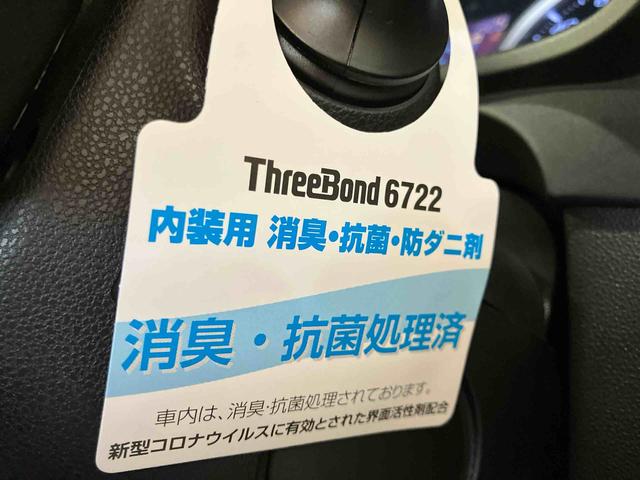 ThreeBond 6722
内装用 消臭・抗菌・防ダニ剤
消臭・抗菌処理済
車内は、消臭・抗菌処理されております。
新型コロナウイルスに有効とされた界面活性剤配合